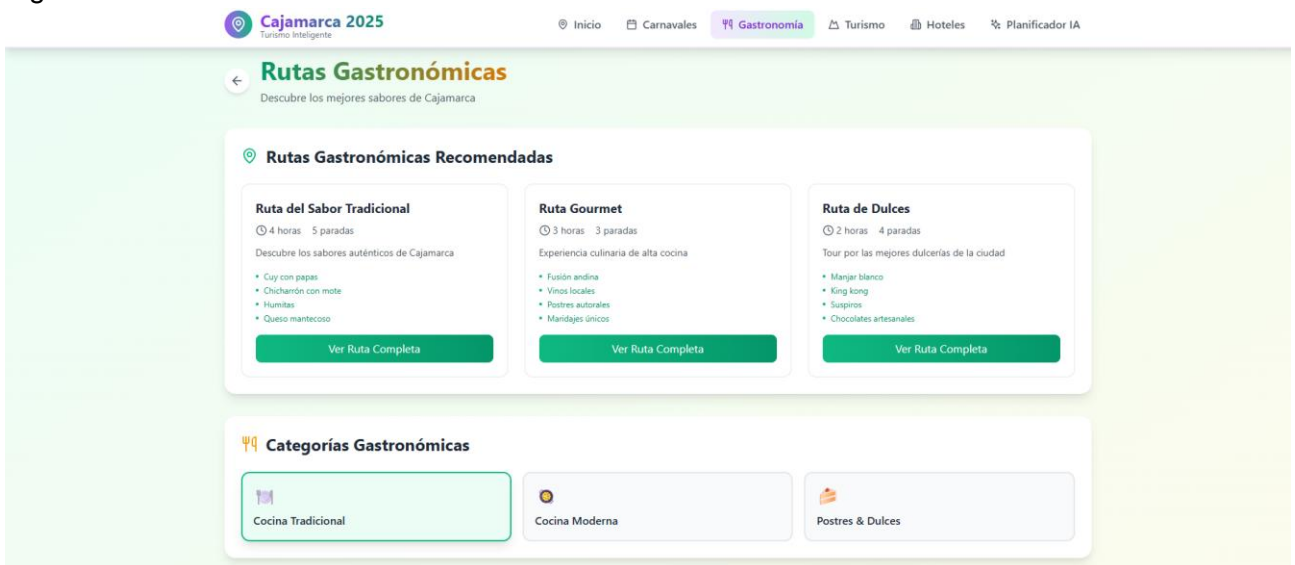 Cajamarca 2025
Turismo Inteligente
Inicio
Carnavales
Gastronomía
Turismo
Hoteles
Planificador IA
Rutas Gastronómicas
Descubre los mejores sabores de Cajamarca
Rutas Gastronómicas Recomendadas
Ruta del Sabor Tradicional
4 horas 5 paradas
Descubre los sabores auténticos de Cajamarca
• Cuy con papas
• Chicharrón con mote
• Humitas
• Queso mantecoso
Ver Ruta Completa
Ruta Gourmet
3 horas 3 paradas
Experiencia culinaria de alta cocina
• Fusión andina
• Vinos locales
• Postres autorales
• Maridajes únicos
Ver Ruta Completa
Ruta de Dulces
2 horas 4 paradas
Tour por las mejores dulcerías de la ciudad
• Manjar blanco
• King kong
• Suspiros
• Chocolates artesanales
Ver Ruta Completa
Categorías Gastronómicas
Cocina Tradicional
Cocina Moderna
Postres & Dulces